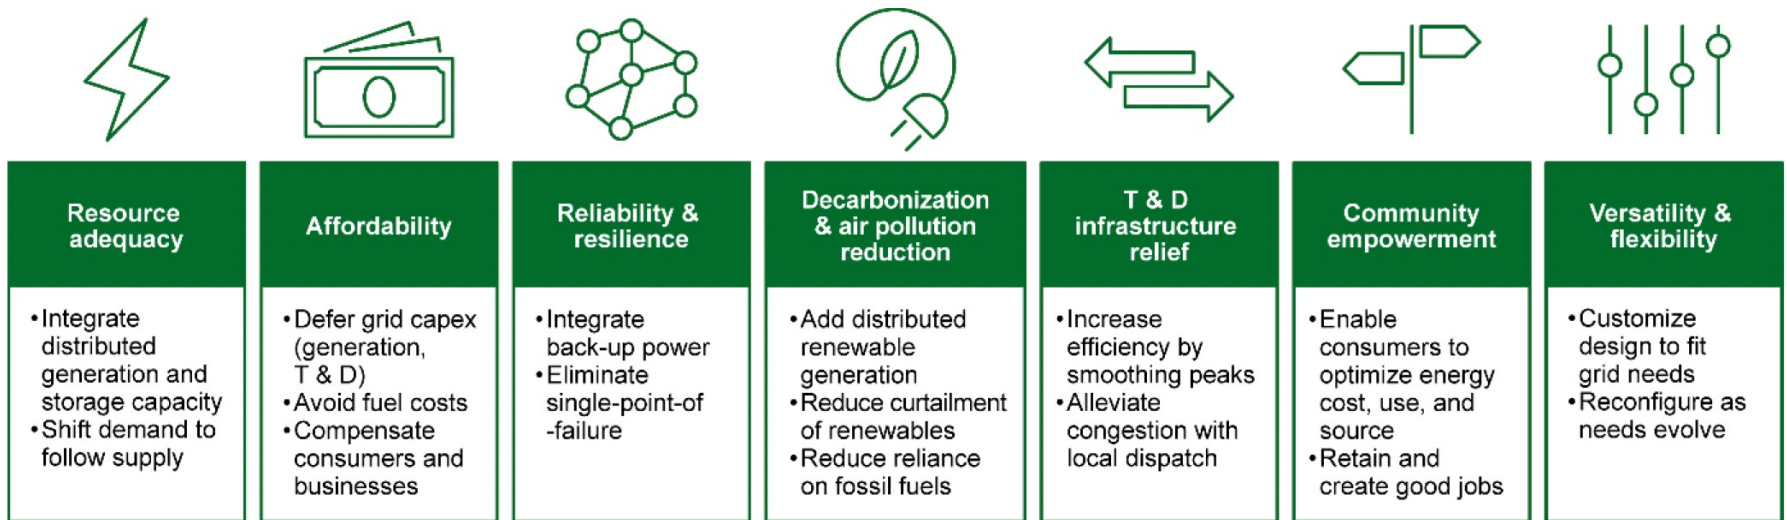 Resource
adequacy
•Integrate
distributed
generation and
storage capacity
•Shift demand to
follow supply
Affordability
•Defer grid capex
(generation,
T & D)
•Avoid fuel costs
•Compensate
consumers and
businesses
Reliability &
resilience
•Integrate
back-up power
•Eliminate
single-point-of
-failure
Decarbonization
& air pollution
reduction
•Add distributed
renewable
generation
•Reduce curtailment
of renewables
•Reduce reliance
on fossil fuels
T & D
infrastructure
relief
•Increase
efficiency by
smoothing peaks
•Alleviate
congestion with
local dispatch
Community
empowerment
•Enable
consumers to
optimize energy
cost, use, and
source
•Retain and
create good jobs
Versatility &
flexibility
•Customize
design to fit
grid needs
•Reconfigure as
needs evolve